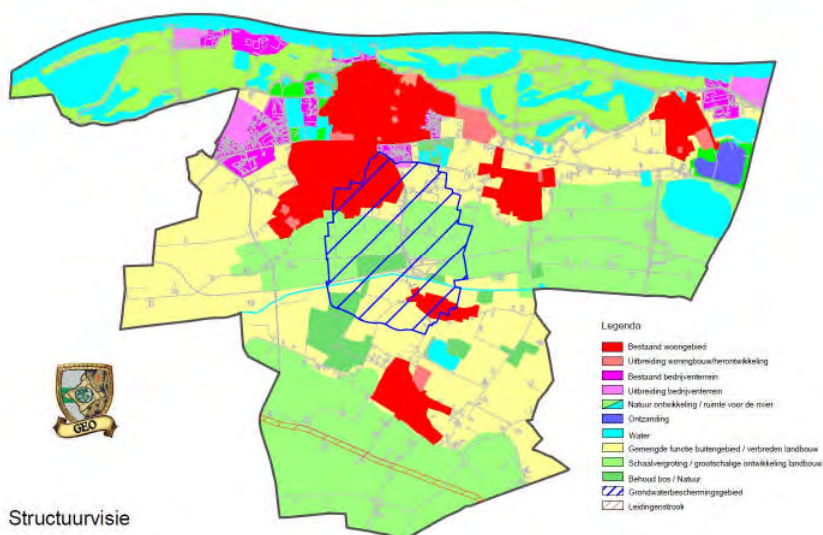 Legenda
Bestaand woongebied
Uitbreiding woningbouw/herontwikkeling
Bestaand bedrijventerrein
Uitbreiding bedrijventerrein
Natuur ontwikkeling / ruimte voor de rivier
Ontzanding
Water
Gemengde functie buitengebied / verbreden landbouw
Schaalvergroting / grootschalige ontwikkeling landbouw
Behoud bos / Natuur
Grondwaterbeschermingsgebied
Leidingenstrook
GEO
Structuurvisie